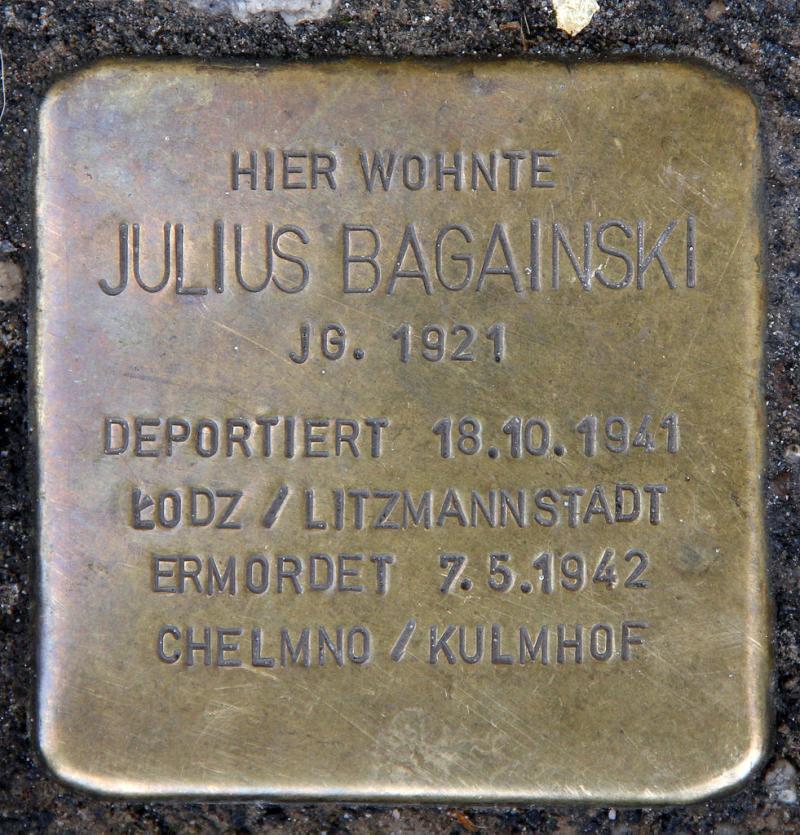 HIER WOHNTE
JULIUS BAGAINSKI
JG. 1921
DEPORTIERT 18.10.1941
ŁODZ / LITZMANNSTADT
ERMORDET 7.5.1942
CHELMNO / KULMHOF